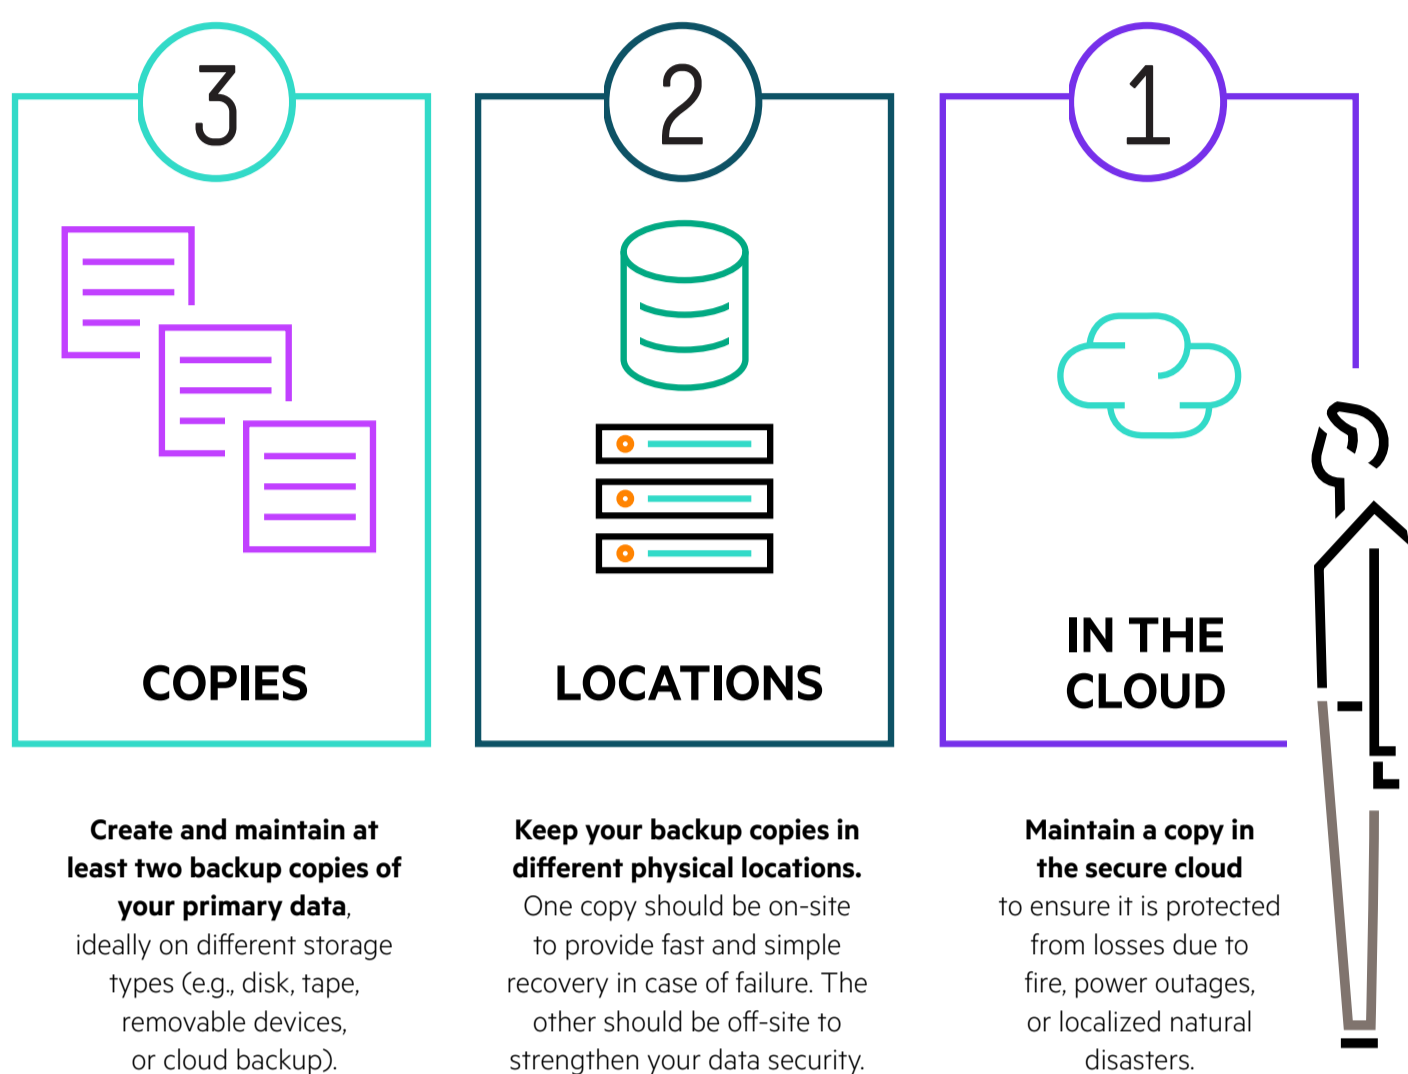 3
COPIES
Create and maintain at
least two backup copies of
your primary data,
ideally on different storage
types (e.g., disk, tape,
removable devices,
or cloud backup).
2
LOCATIONS
Keep your backup copies in
different physical locations.
One copy should be on-site
to provide fast and simple
recovery in case of failure. The
other should be off-site to
strengthen your data security.
1
IN THE
CLOUD
Maintain a copy in
the secure cloud
to ensure it is protected
from losses due to
fire, power outages,
or localized natural
disasters.